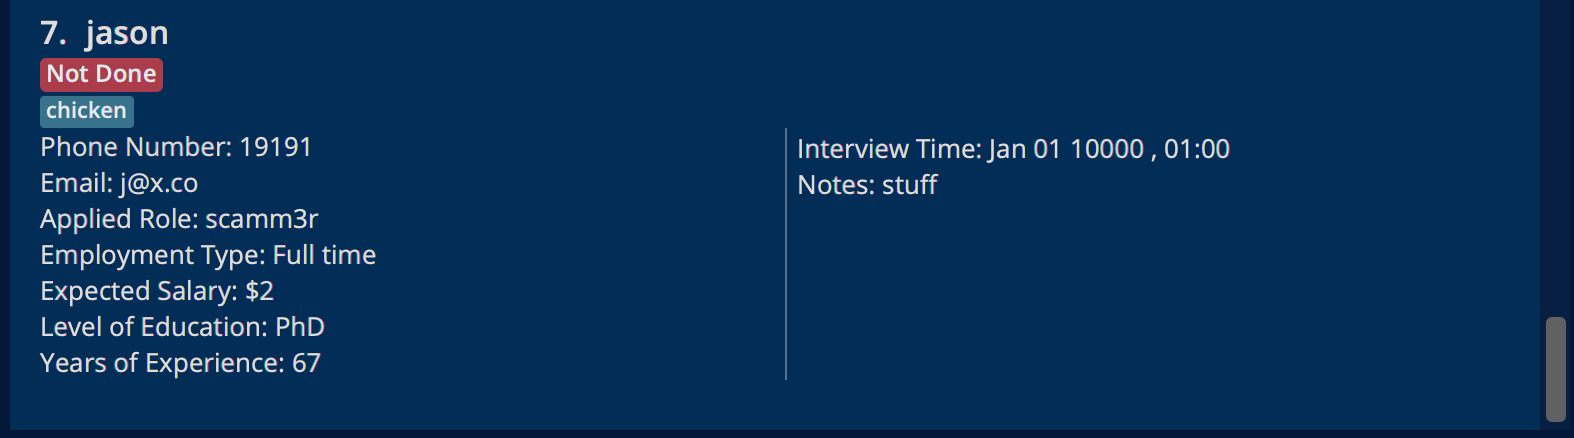 7. jason
Not Done
chicken
Phone Number: 19191
Email: j@x.co
Applied Role: scamm3r
Employment Type: Full time
Expected Salary: $2
Level of Education: PhD
Years of Experience: 67
Interview Time: Jan 01 10000 , 01:00
Notes: stuff